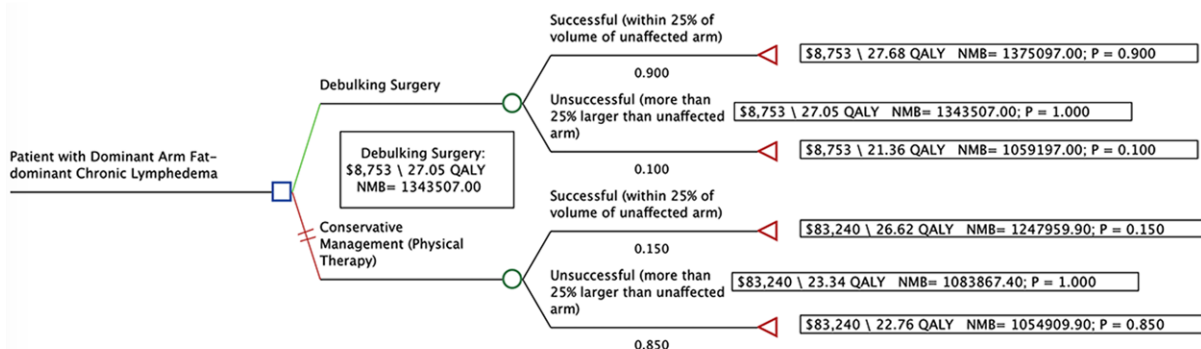 Successful (within 25% of
volume of unaffected arm)
$8,753 \ 27.68 QALY NMB= 1375097.00; P = 0.900
0.900
Debulking Surgery
Unsuccessful (more than
25% larger than unaffected
arm)
$8,753 \ 27.05 QALY NMB= 1343507.00; P = 1.000
Debulking Surgery:
$8,753 \ 27.05 QALY
NMB= 1343507.00
$8,753 \ 21.36 QALY NMB= 1059197.00; P = 0.100
0.100
Patient with Dominant Arm Fat-
dominant Chronic Lymphedema
Successful (within 25% of
volume of unaffected arm)
$83,240 \ 26.62 QALY NMB= 1247959.90; P = 0.150
0.150
Conservative
Management (Physical
Therapy)
Unsuccessful (more than
25% larger than unaffected
arm)
$83,240 \ 23.34 QALY NMB= 1083867.40; P = 1.000
$83,240 \ 22.76 QALY NMB= 1054909.90; P = 0.850
0.850